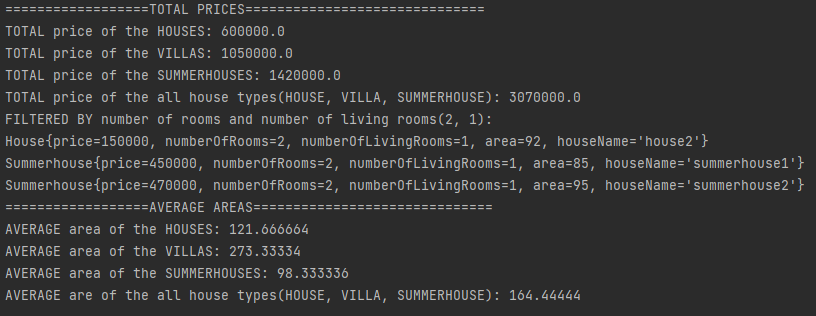 ==================TOTAL PRICES==============================
TOTAL price of the HOUSES: 600000.0
TOTAL price of the VILLAS: 1050000.0
TOTAL price of the SUMMERHOUSES: 1420000.0
TOTAL price of the all house types(HOUSE, VILLA, SUMMERHOUSE): 3070000.0
FILTERED BY number of rooms and number of living rooms(2, 1):
House{price=150000, numberOfRooms=2, numberOfLivingRooms=1, area=92, houseName='house2'}
Summerhouse{price=450000, numberOfRooms=2, numberOfLivingRooms=1, area=85, houseName='summerhouse1'}
Summerhouse{price=470000, numberOfRooms=2, numberOfLivingRooms=1, area=95, houseName='summerhouse2'}
==================AVERAGE AREAS==============================
AVERAGE area of the HOUSES: 121.666664
AVERAGE area of the VILLAS: 273.33334
AVERAGE area of the SUMMERHOUSES: 98.333336
AVERAGE are of the all house types(HOUSE, VILLA, SUMMERHOUSE): 164.44444